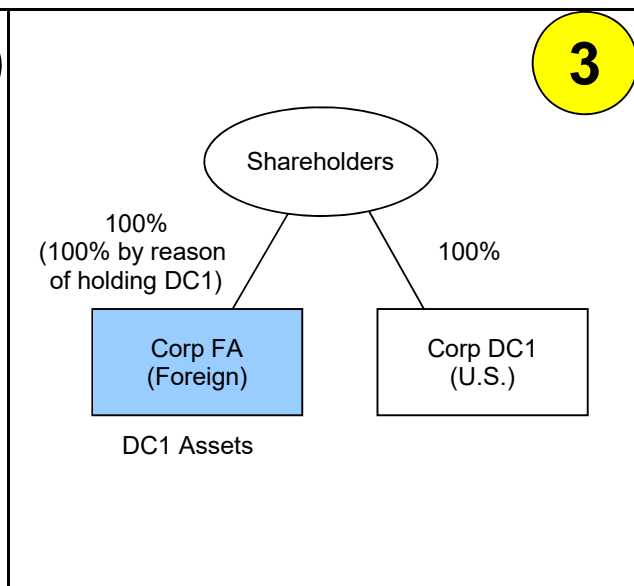 3
Shareholders
100%
(100% by reason
of holding DC1)
100%
Corp FA
(Foreign)
Corp DC1
(U.S.)
DC1 Assets